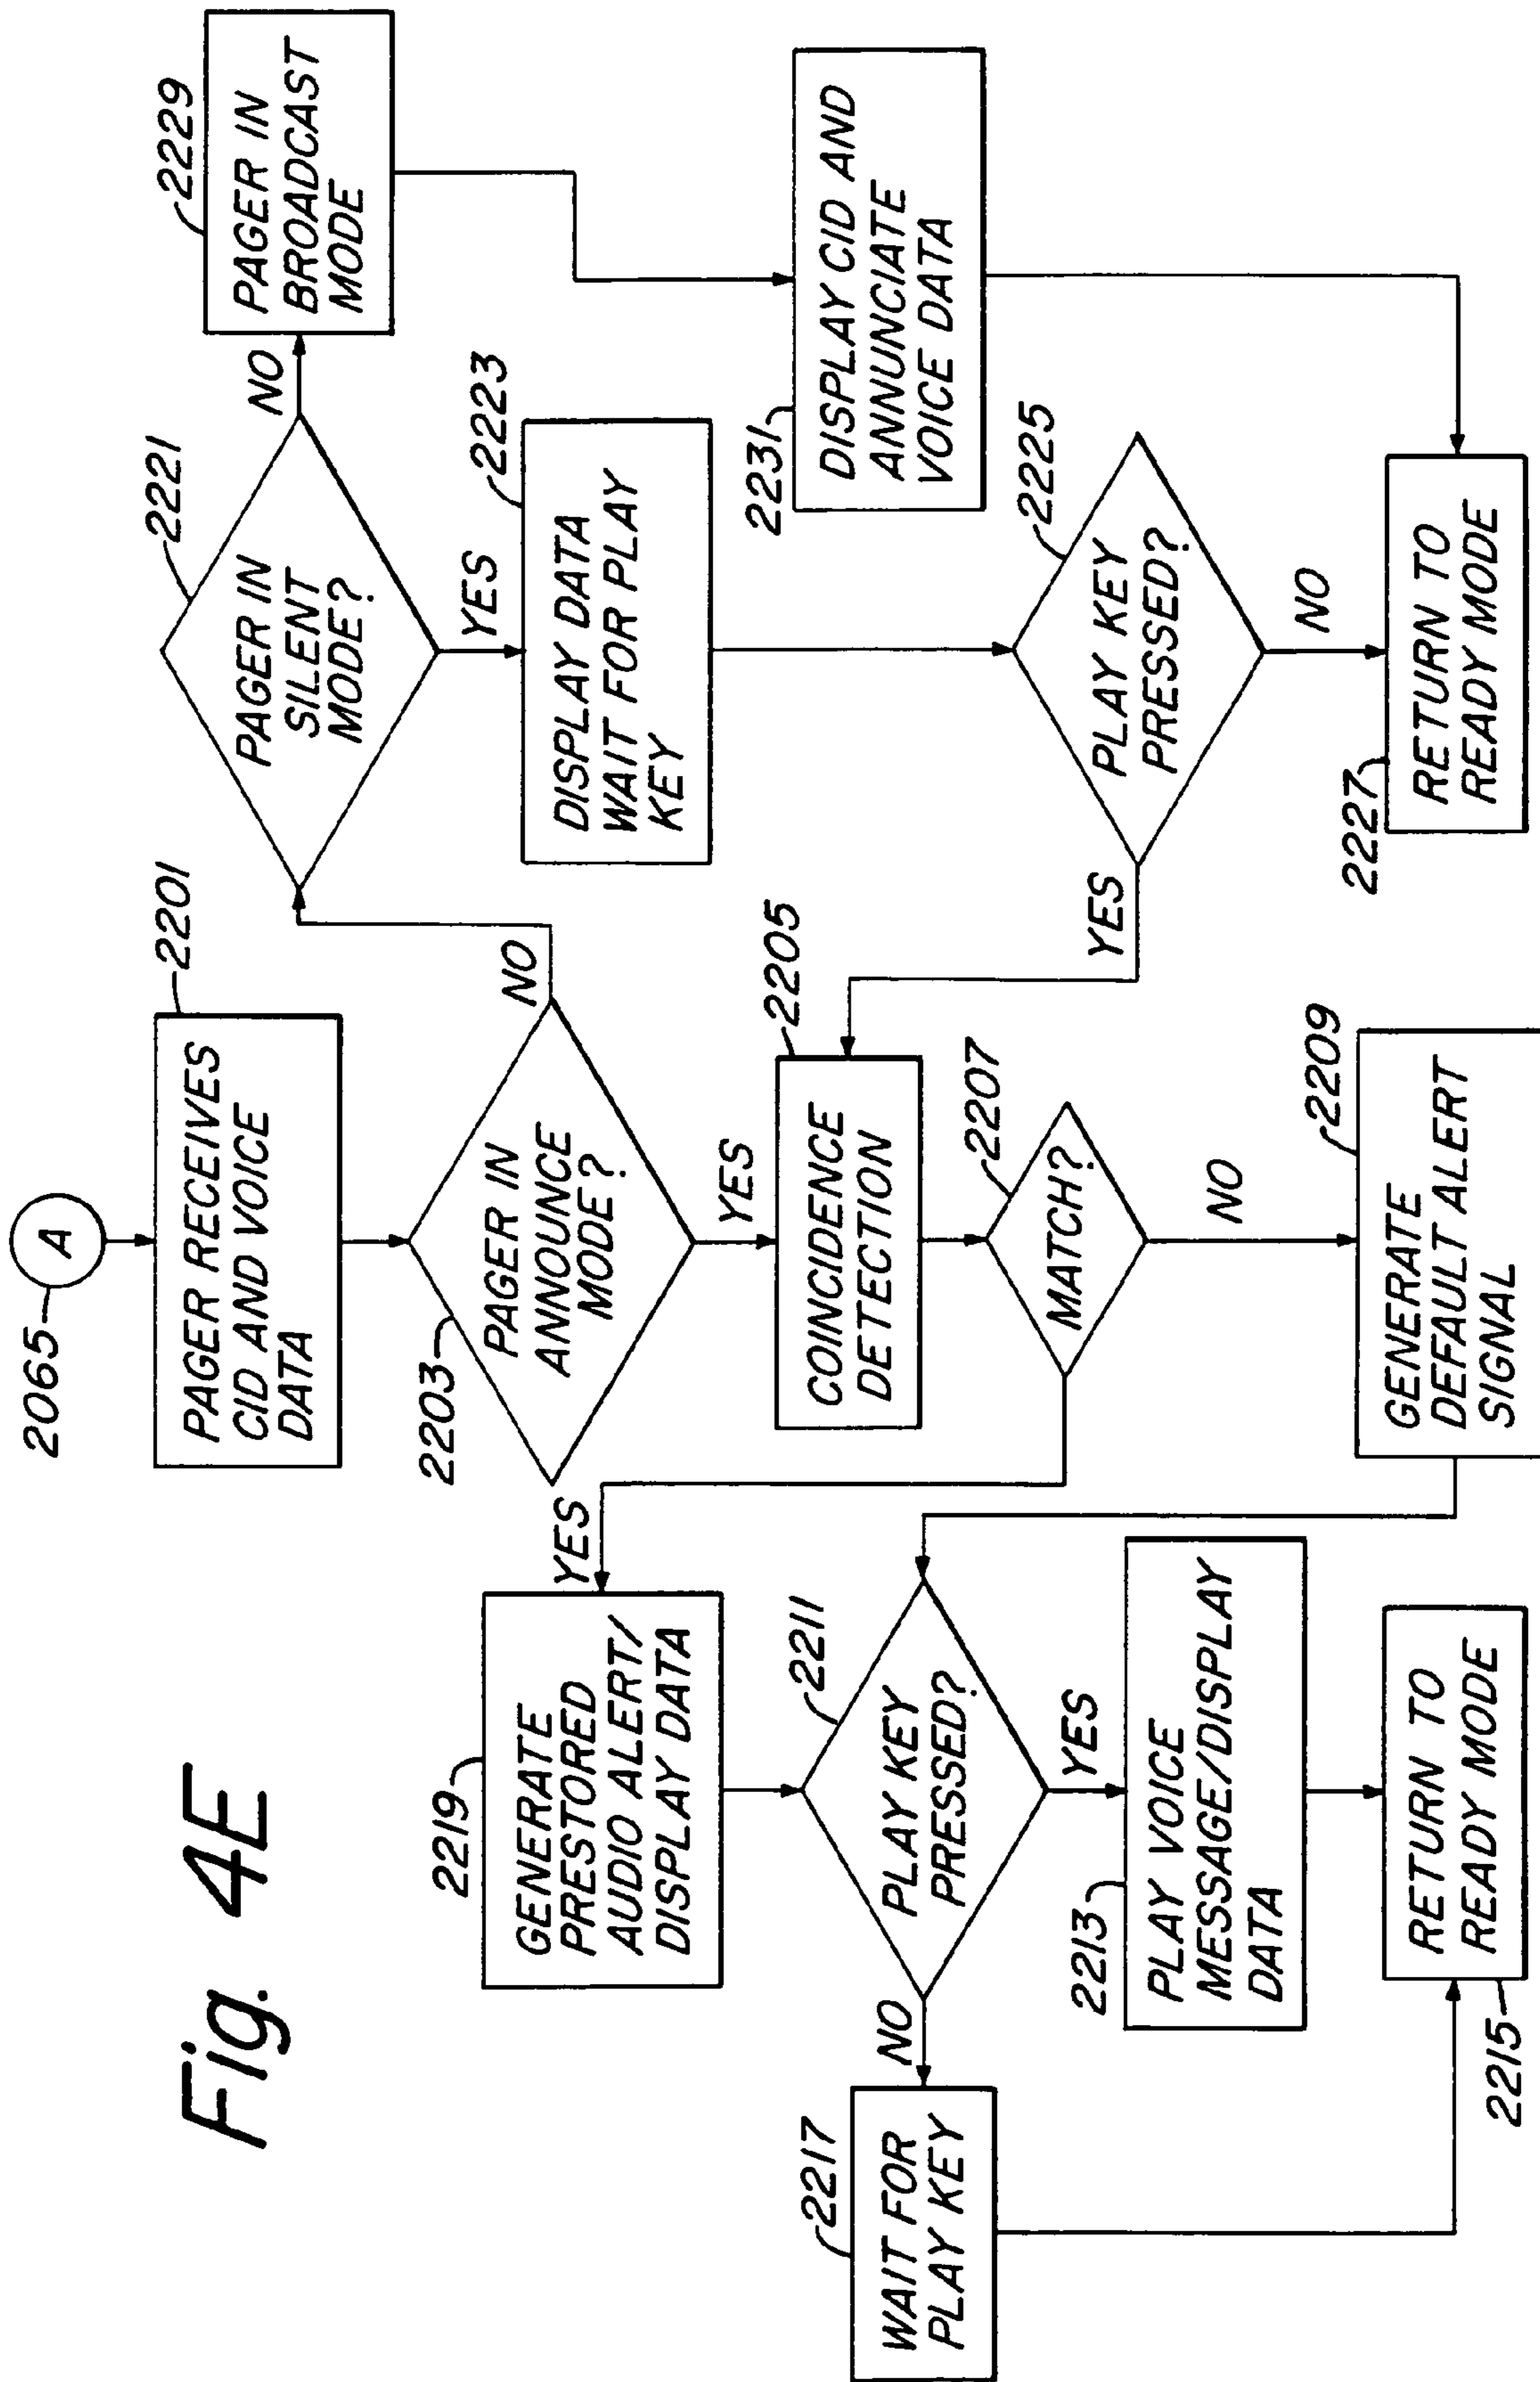 Fig. 4E
2065
A
2201
PAGER RECEIVES
CID AND VOICE
DATA
2203
PAGER IN
ANNOUNCE
MODE?
NO
YES
2221
PAGER IN
SILENT
MODE?
NO
YES
2229
PAGER IN
BROADCAST
MODE
2223
DISPLAY DATA
WAIT FOR PLAY
KEY
2231
DISPLAY CID AND
ANNUNCIATE
VOICE DATA
2225
PLAY KEY
PRESSED?
YES
NO
2227
RETURN TO
READY MODE
2205
COINCIDENCE
DETECTION
2207
MATCH?
YES
NO
2209
GENERATE
DEFAULT ALERT
SIGNAL
2219
GENERATE
PRESTORED
AUDIO ALERT/
DISPLAY DATA
2211
PLAY KEY
PRESSED?
NO
YES
2217
WAIT FOR
PLAY KEY
2213
PLAY VOICE
MESSAGE/DISPLAY
DATA
2215
RETURN TO
READY MODE